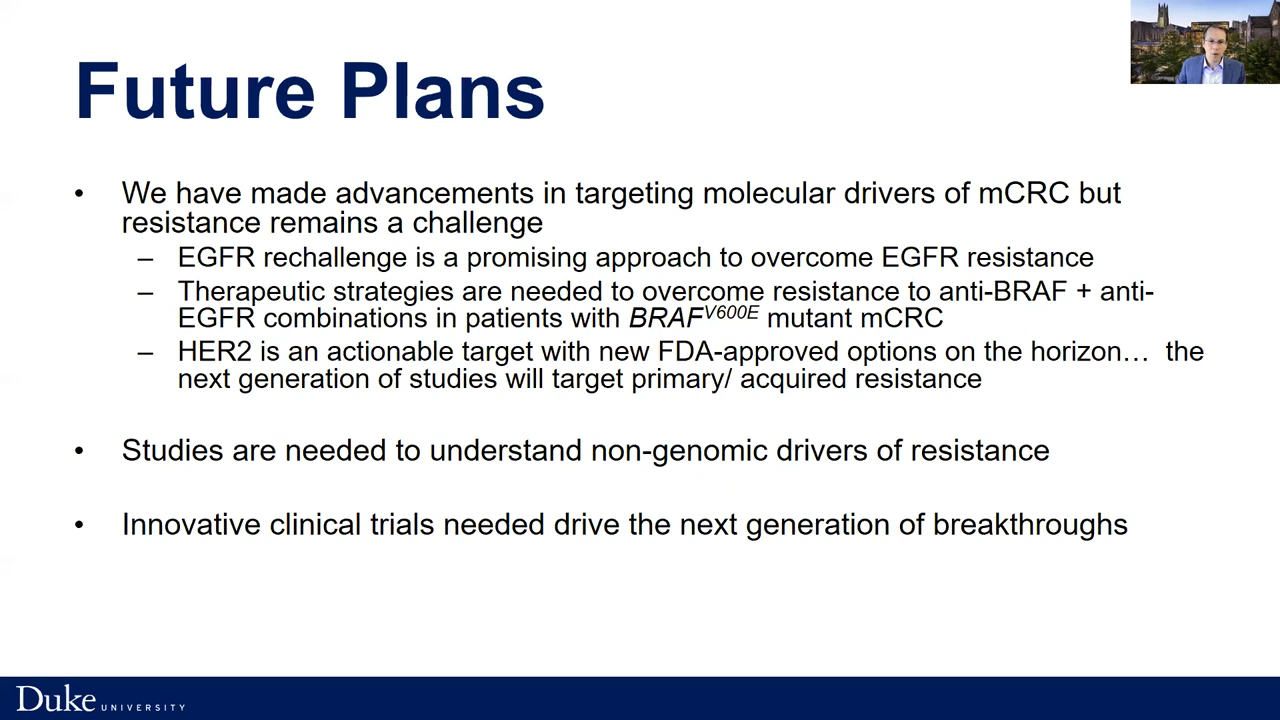 Future Plans
• We have made advancements in targeting molecular drivers of mCRC but
resistance remains a challenge
– EGFR rechallenge is a promising approach to overcome EGFR resistance
– Therapeutic strategies are needed to overcome resistance to anti-BRAF + anti-
EGFR combinations in patients with BRAFV600E mutant mCRC
– HER2 is an actionable target with new FDA-approved options on the horizon… the
next generation of studies will target primary/ acquired resistance
• Studies are needed to understand non-genomic drivers of resistance
• Innovative clinical trials needed drive the next generation of breakthroughs
Duke UNIVERSITY